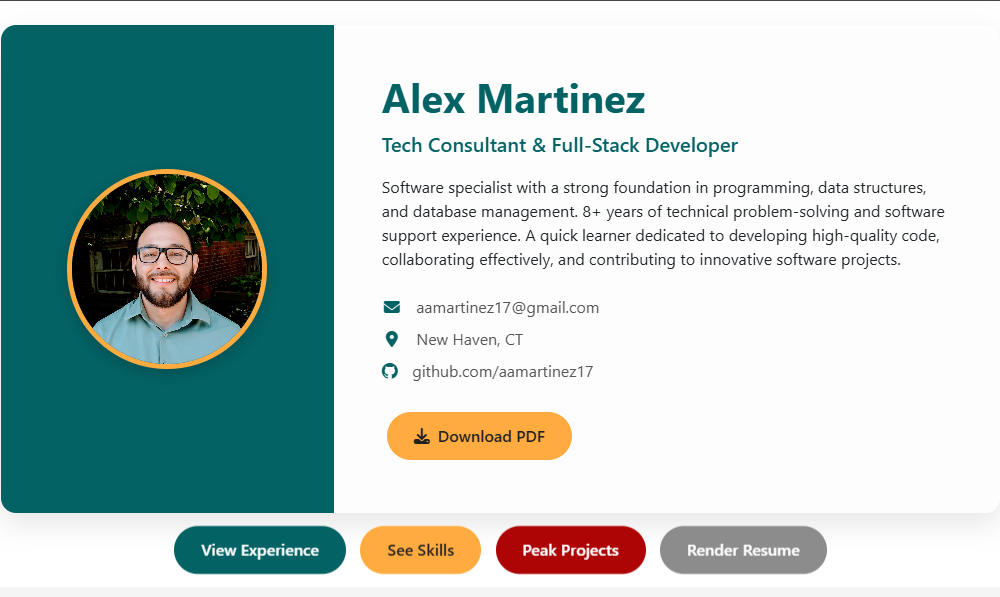 Alex Martinez
Tech Consultant & Full-Stack Developer
Software specialist with a strong foundation in programming, data structures,
and database management. 8+ years of technical problem-solving and software
support experience. A quick learner dedicated to developing high-quality code,
collaborating effectively, and contributing to innovative software projects.
aamartinez17@gmail.com
New Haven, CT
github.com/aamartinez17
Download PDF
View Experience
See Skills
Peak Projects
Render Resume